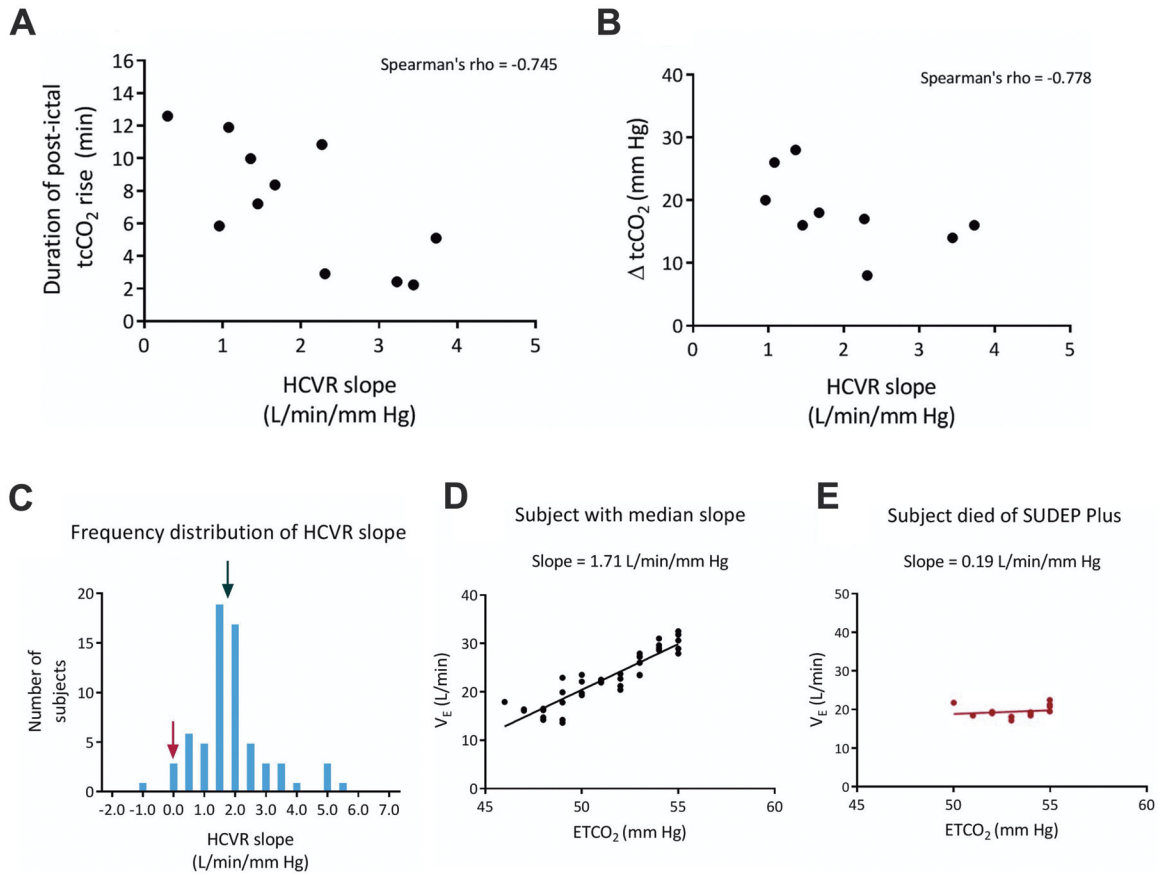 A
Spearman's rho = -0.745
Duration of post-ictal
tcCO2 rise (min)
16
14
12
10
8
6
4
2
0
0 1 2 3 4 5
HCVR slope
(L/min/mm Hg)
B
Spearman's rho = -0.778
Δ tcCO2 (mm Hg)
40
30
20
10
0
0 1 2 3 4 5
HCVR slope
(L/min/mm Hg)
C
Frequency distribution of HCVR slope
Number of
subjects
20
15
10
5
0
-2.0 -1.0 0.0 1.0 2.0 3.0 4.0 5.0 6.0 7.0
HCVR slope
(L/min/mm Hg)
D
Subject with median slope
Slope = 1.71 L/min/mm Hg
VE (L/min)
40
30
20
10
0
45 50 55 60
ETCO2 (mm Hg)
E
Subject died of SUDEP Plus
Slope = 0.19 L/min/mm Hg
VE (L/min)
50
40
30
20
10
0
45 50 55 60
ETCO2 (mm Hg)